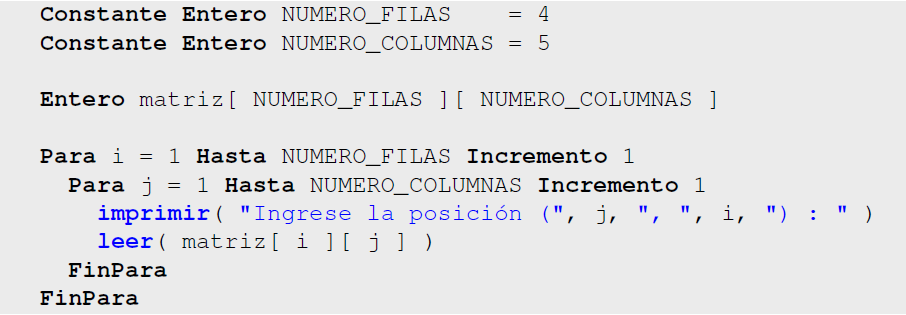 Constante Entero NUMERO_FILAS    = 4
Constante Entero NUMERO_COLUMNAS = 5
Entero matriz[ NUMERO_FILAS ][ NUMERO_COLUMNAS ]
Para i = 1 Hasta NUMERO_FILAS Incremento 1
  Para j = 1 Hasta NUMERO_COLUMNAS Incremento 1
    imprimir( "Ingrese la posición (", j, ", ", i, ") : " )
    leer( matriz[ i ][ j ] )
  FinPara
FinPara